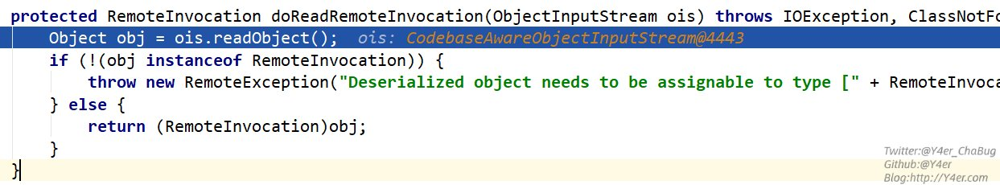 protected RemoteInvocation doReadRemoteInvocation(ObjectInputStream ois) throws IOException, ClassNotFo
Object obj = ois.readObject(); ois: CodebaseAwareObjectInputStream@4443
if (!(obj instanceof RemoteInvocation)) {
throw new RemoteException("Deserialized object needs to be assignable to type [" + RemoteInvoca
} else {
return (RemoteInvocation)obj;
}
}
Twitter:@Y4er_ChaBug
Github:@Y4er
Blog:http://Y4er.com